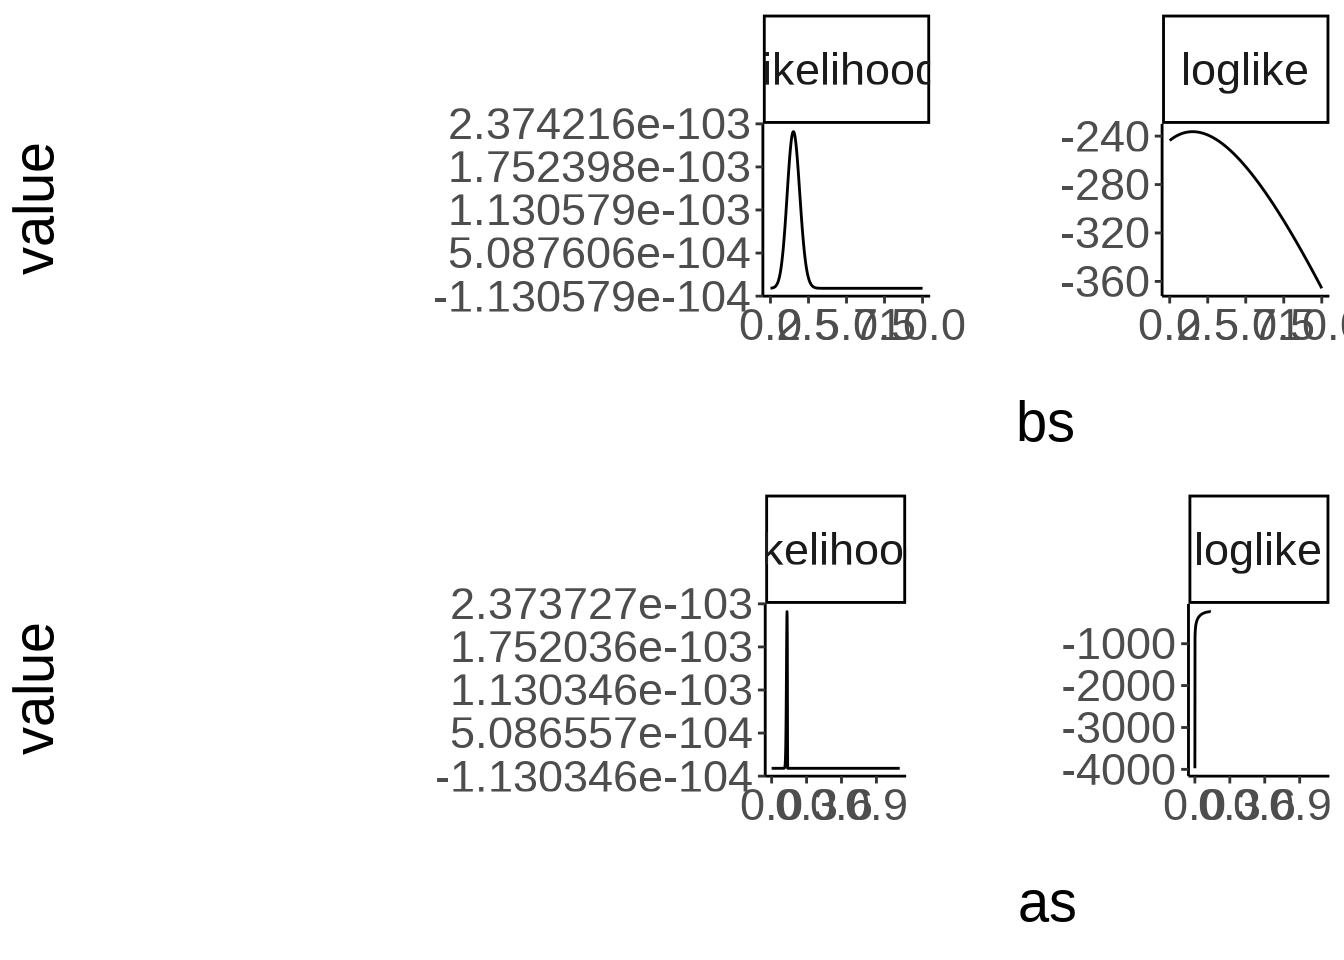 ikelihood
loglike
value
2.374216e-103
1.752398e-103
1.130579e-103
5.087606e-104
-1.130579e-104
-240
-280
-320
-360
0.0 2.5 5.0 7.5 10.0
0.0 2.5 5.0 7.5 10.0
bs
kelihoo
loglike
value
2.373727e-103
1.752036e-103
1.130346e-103
5.086557e-104
-1.130346e-104
-1000
-2000
-3000
-4000
0.0 0.3 0.6 0.9
0.0 0.3 0.6 0.9
as